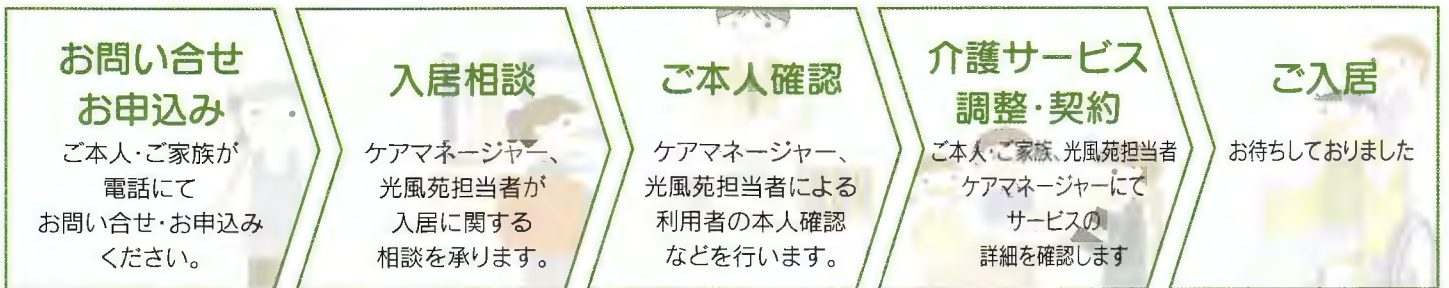 お問い合せ
お申込み
ご本人・ご家族が
電話にて
お問い合せ・お申込み
ください。
入居相談
ケアマネージャー、
光風苑担当者が
入居に関する
相談を承ります。
ご本人確認
ケアマネージャー、
光風苑担当者による
利用者の本人確認
などを行います。
介護サービス
調整・契約
ご本人・ご家族、光風苑担当者
ケアマネージャーにて
サービスの
詳細を確認します
ご入居
お待ちしておりました